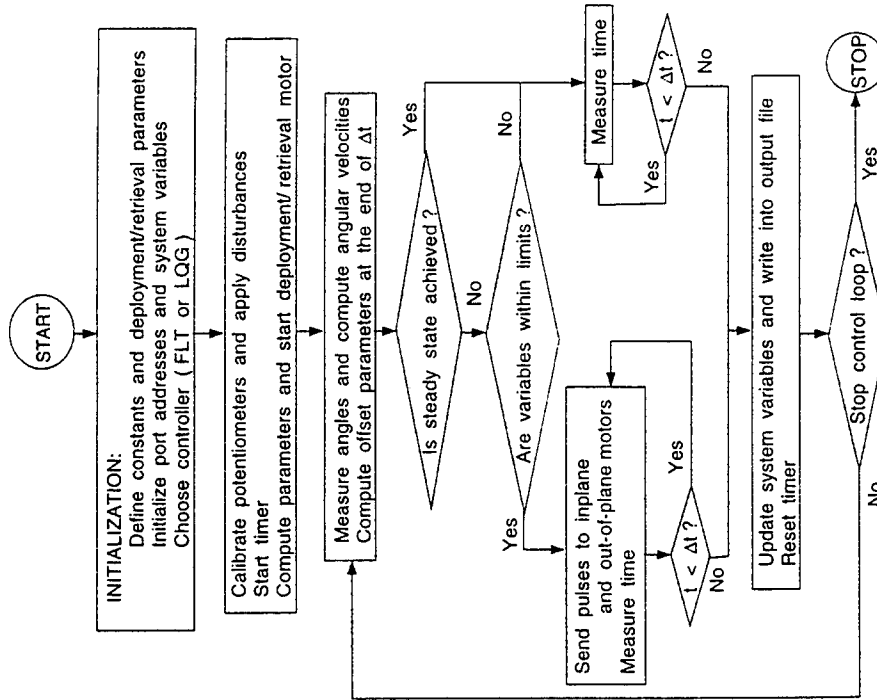 START
INITIALIZATION:
Define constants and deployment/retrieval parameters
Initialize port addresses and system variables
Choose controller ( FLT or LQG )
Calibrate potentiometers and apply disturbances
Start timer
Compute parameters and start deployment/ retrieval motor
Measure angles and compute angular velocities
Compute offset parameters at the end of Δt
Is steady state achieved ?
Yes
No
Are variables within limits ?
Yes
No
Send pulses to inplane
and out-of-plane motors
Measure time
t < Δt ?
Yes
No
Measure time
t < Δt ?
Yes
No
Update system variables and write into output file
Reset timer
Stop control loop ?
Yes
No
STOP